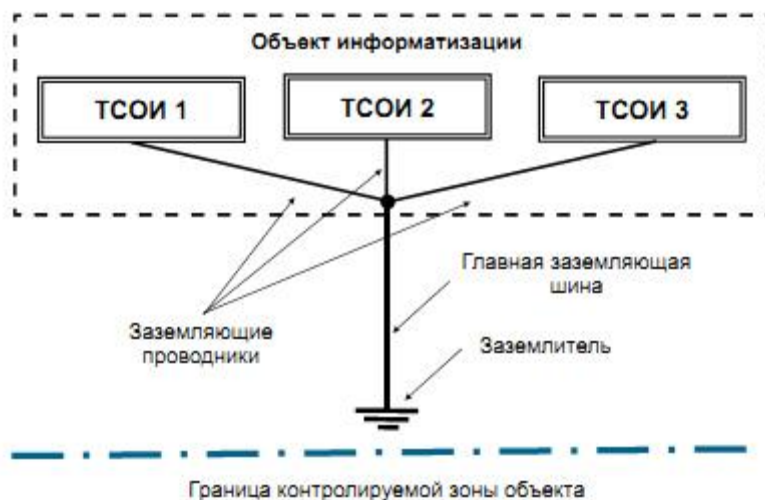 Объект информатизации
ТСОИ 1
ТСОИ 2
ТСОИ 3
Главная заземляющая
шина
Заземляющие
проводники
Заземлитель
Граница контролируемой зоны объекта